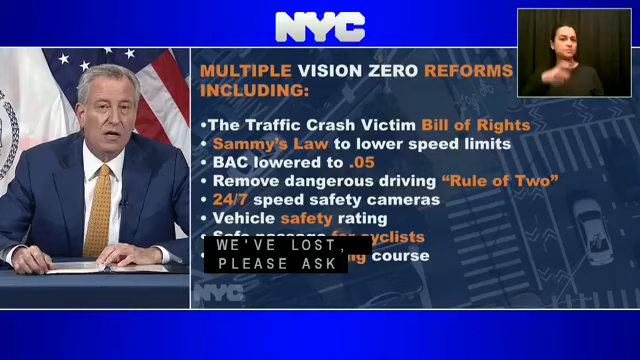 NYC
MULTIPLE VISION ZERO REFORMS
INCLUDING:
•The Traffic Crash Victim Bill of Rights
•Sammy's Law to lower speed limits
•BAC lowered to .05
•Remove dangerous driving “Rule of Two”
•24/7 speed safety cameras
•Vehicle safety rating
cyclists
WE'VE LOST,
PLEASE ASK
course
NYC